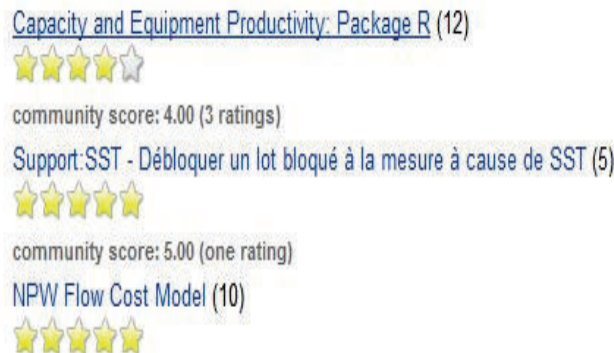 Capacity and Equipment Productivity: Package R (12)
community score: 4.00 (3 ratings)
Support:SST - Débloquer un lot bloqué à la mesure à cause de SST (5)
community score: 5.00 (one rating)
NPW Flow Cost Model (10)